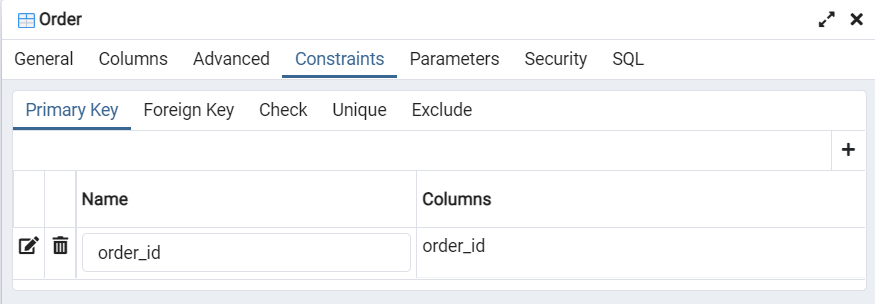 Order
General Columns Advanced Constraints Parameters Security SQL
Primary Key Foreign Key Check Unique Exclude
+
Name Columns
order_id order_id